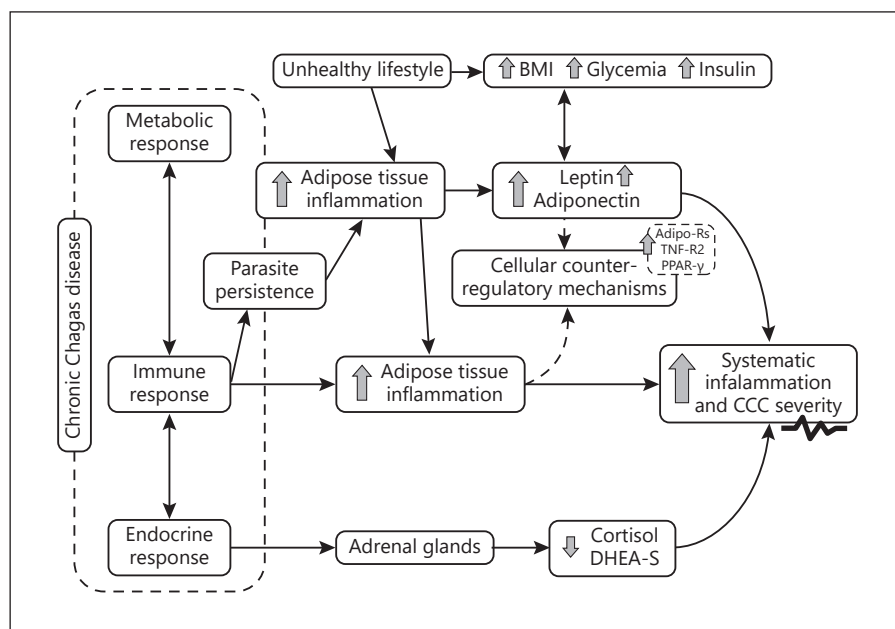 Unhealthy lifestyle
BMI Glycemia Insulin
Metabolic
response
Adipose tissue
inflammation
Leptin
Adiponectin
Adipo-Rs
TNF-R2
PPAR-γ
Cellular counter-
regulatory mechanisms
Parasite
persistence
Chronic Chagas disease
Immune
response
Adipose tissue
inflammation
Systematic
infalammation
and CCC severity
Endocrine
response
Adrenal glands
Cortisol
DHEA-S